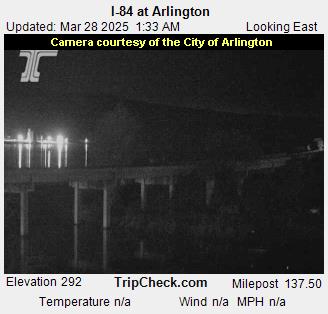 I-84 at Arlington
Updated: Mar 28 2025 1:33 AM Looking East
Camera courtesy of the City of Arlington
Elevation 292 TripCheck.com Milepost 137.50
Temperature n/a Wind n/a MPH n/a